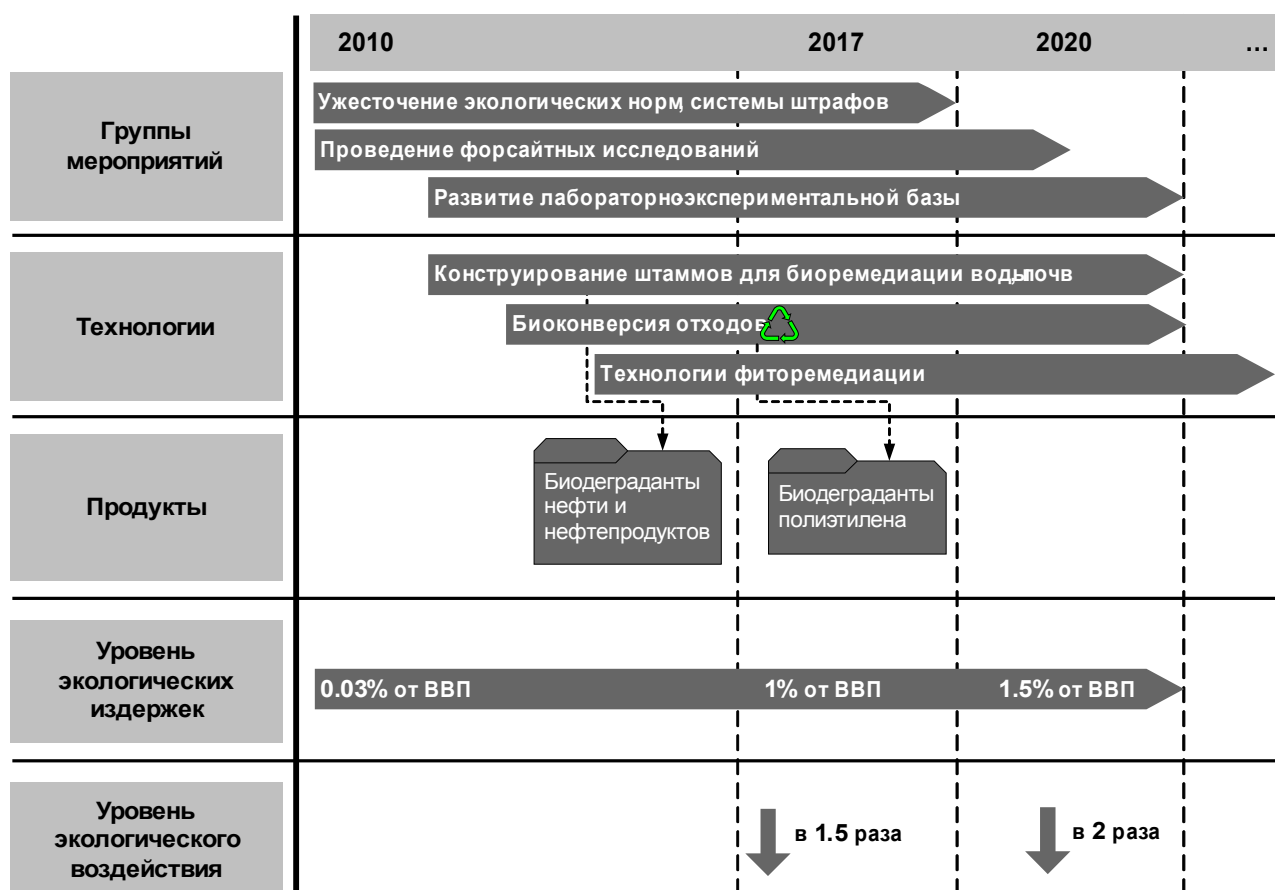 2010 2017 2020 ...
Группы
мероприятий
Ужесточение экологических норм, системы штрафов
Проведение форсайтных исследований
Развитие лабораторно-экспериментальной базы
Технологии
Конструирование штаммов для биоремедиации воды, почв
Биоконверсия отходов
Технологии фиторемедиации
Продукты
Биодеграданты
нефти и
нефтепродуктов
Биодеграданты
полиэтилена
Уровень
экологических
издержек
0.03% от ВВП 1% от ВВП 1.5% от ВВП
Уровень
экологического
воздействия
в 1.5 раза в 2 раза